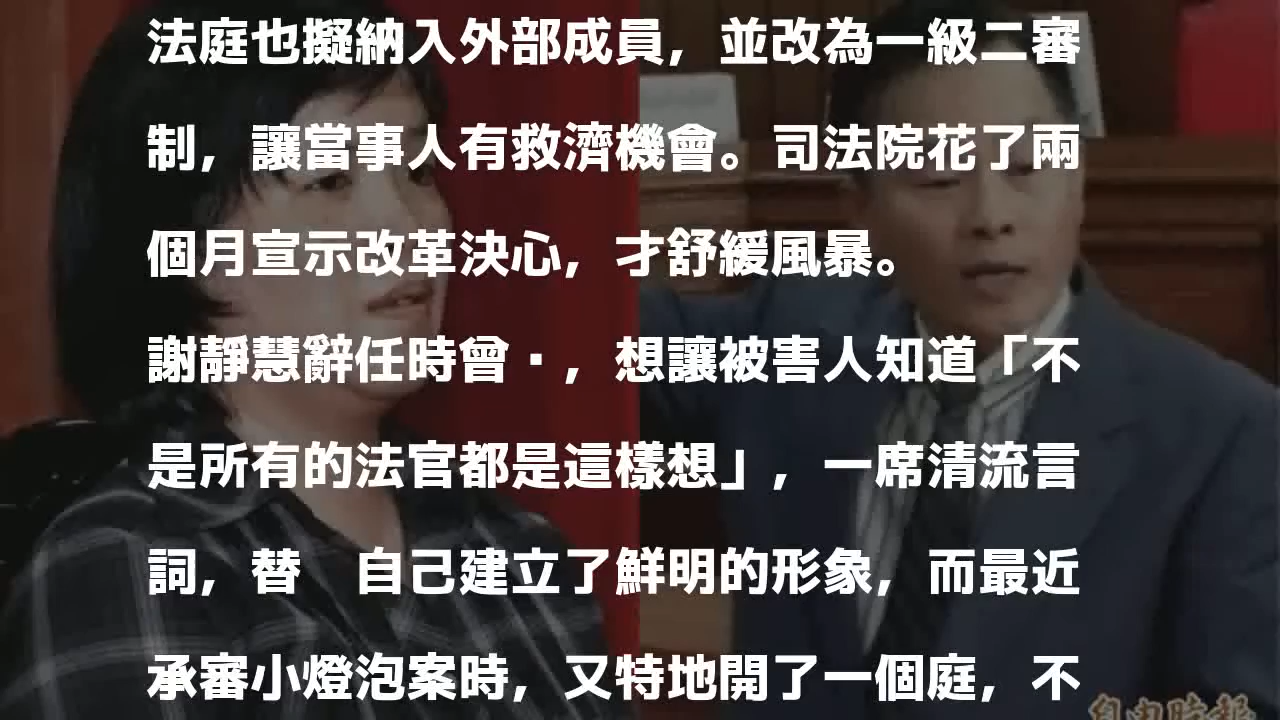 法庭也擬納入外部成員，並改為一級二審
制，讓當事人有救濟機會。司法院花了兩
個月宣示改革決心，才舒緩風暴。
謝靜慧辭任時曾·，想讓被害人知道「不
是所有的法官都是這樣想」，一席清流言
詞，替　自己建立了鮮明的形象，而最近
承審小燈泡案時，又特地開了一個庭，不
自由時報